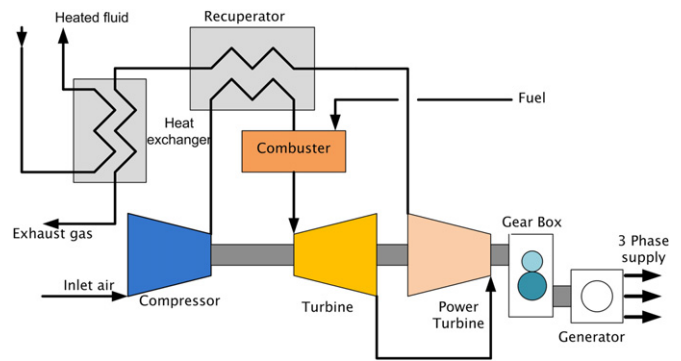 Recuperator
Heated fluid
Fuel
Heat
exchanger
Combuster
Gear Box
Exhaust gas
3 Phase
supply
Inlet air
Compressor
Turbine
Power
Turbine
Generator